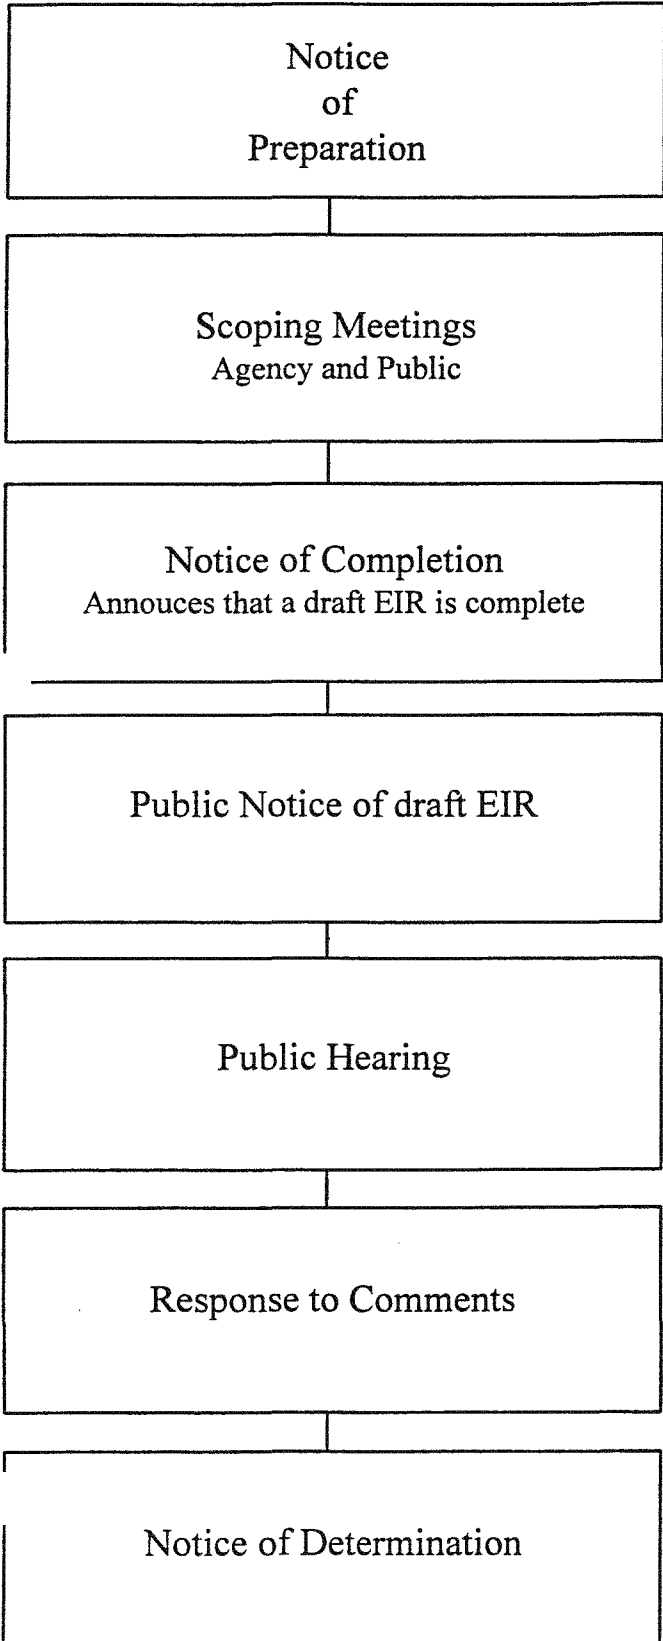 Notice
of
Preparation
Scoping Meetings
Agency and Public
Notice of Completion
Annouces that a draft EIR is complete
Public Notice of draft EIR
Public Hearing
Response to Comments
Notice of Determination